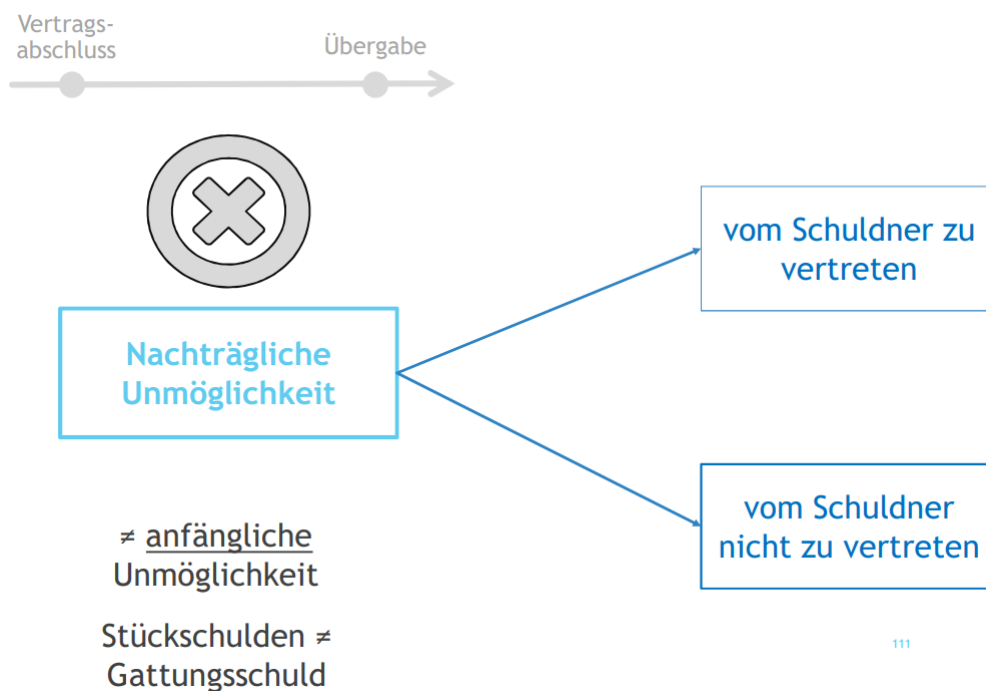 Vertrags-
abschluss
Übergabe
Nachträgliche
Unmöglichkeit
vom Schuldner zu
vertreten
vom Schuldner
nicht zu vertreten
≠ anfängliche
Unmöglichkeit
Stückschulden ≠
Gattungsschuld
111